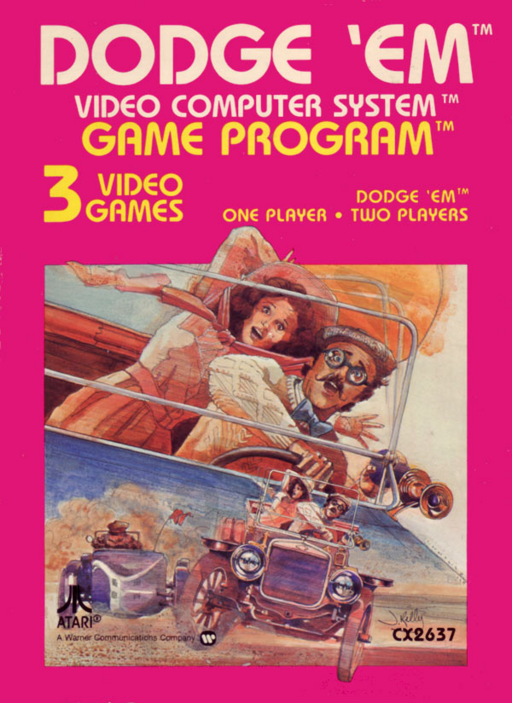 DODGE 'EM™
VIDEO COMPUTER SYSTEM™
GAME PROGRAM™
3 VIDEO GAMES
DODGE 'EM™
ONE PLAYER • TWO PLAYERS
J. Kelly
ATARI®
A Warner Communications Company
CX2637